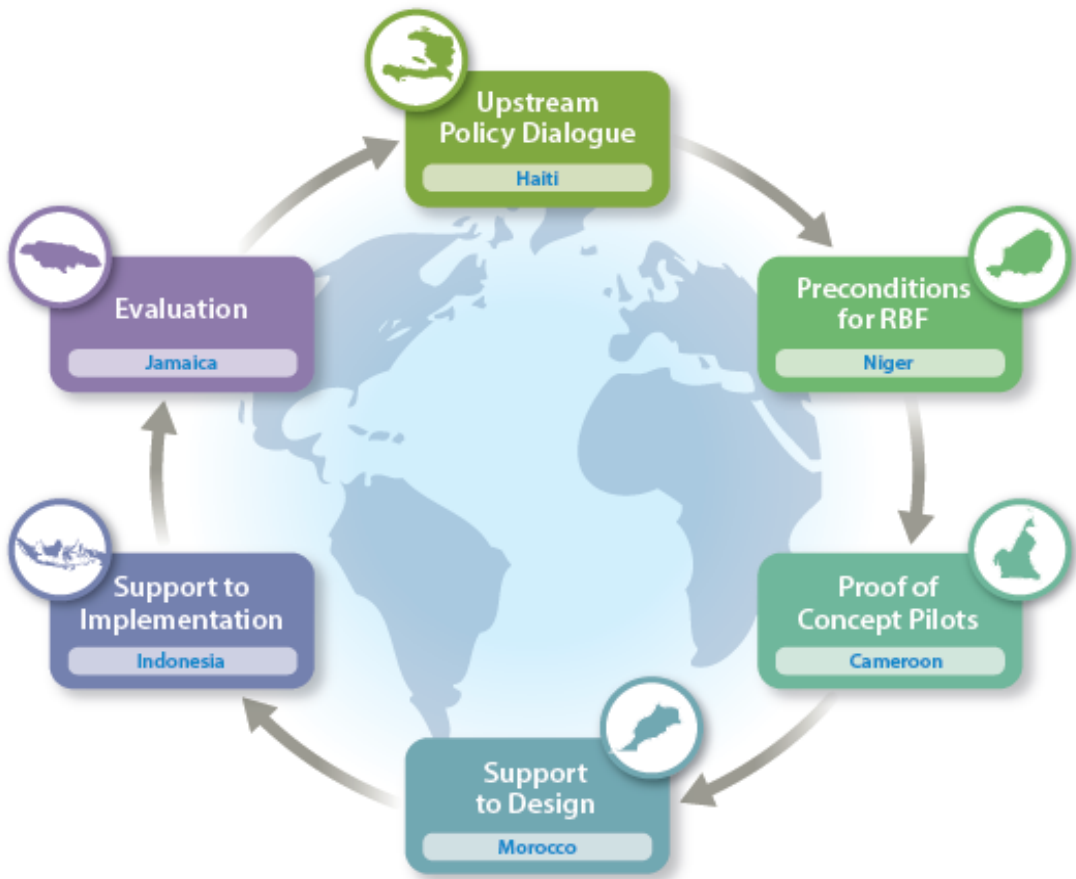 Upstream
Policy Dialogue
Haiti
Preconditions
for RBF
Niger
Proof of
Concept Pilots
Cameroon
Support
to Design
Morocco
Support to
Implementation
Indonesia
Evaluation
Jamaica